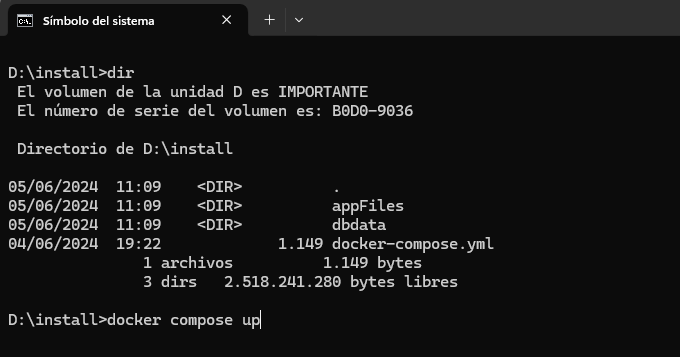 Símbolo del sistema
D:\install>dir
El volumen de la unidad D es IMPORTANTE
El número de serie del volumen es: B0D0-9036
Directorio de D:\install
05/06/2024  11:09    <DIR>          .
05/06/2024  11:09    <DIR>          appFiles
05/06/2024  11:09    <DIR>          dbdata
04/06/2024  19:22             1.149 docker-compose.yml
1 archivos          1.149 bytes
3 dirs   2.518.241.280 bytes libres
D:\install>docker compose up